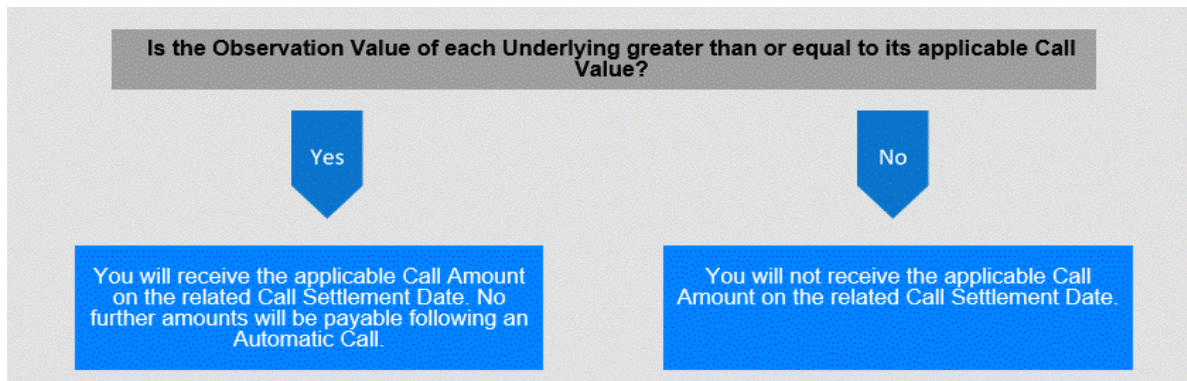 Is the Observation Value of each Underlying greater than or equal to its applicable Call
Value?
Yes
No
You will receive the applicable Call Amount
on the related Call Settlement Date. No
further amounts will be payable following an
Automatic Call.
You will not receive the applicable Call
Amount on the related Call Settlement Date.